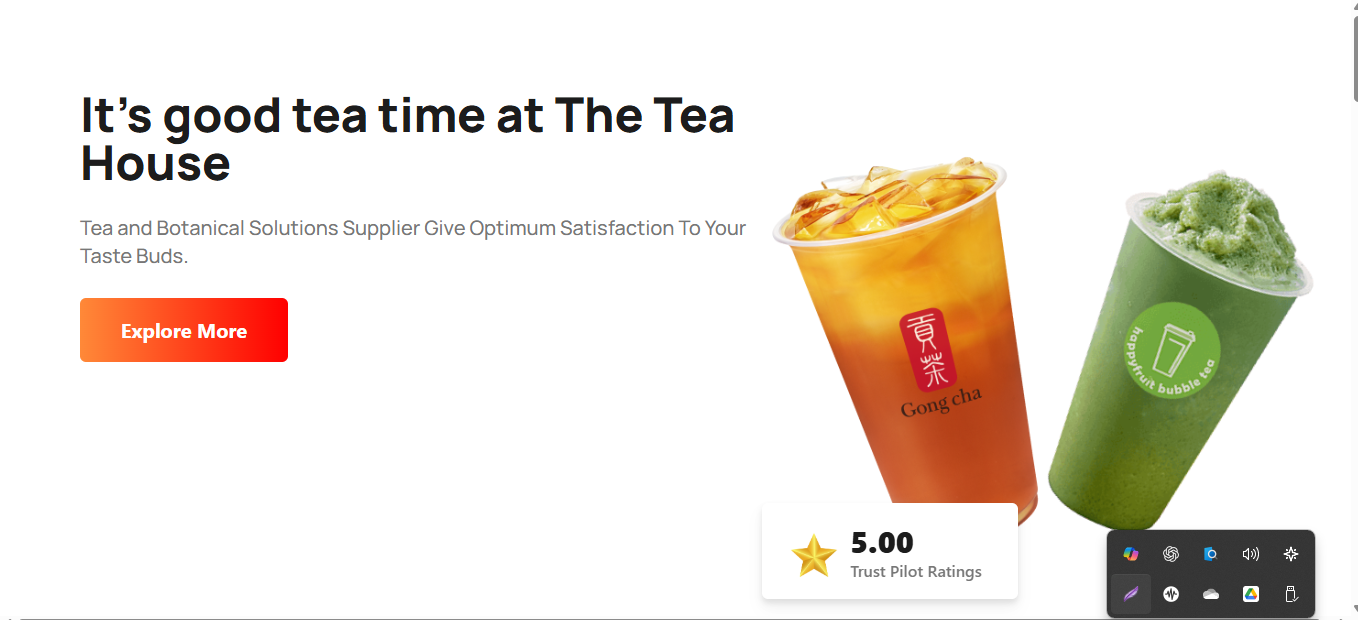 It’s good tea time at The Tea
House
Tea and Botanical Solutions Supplier Give Optimum Satisfaction To Your
Taste Buds.
Explore More
貢
茶
Gong cha
happyfruit bubble tea
5.00
Trust Pilot Ratings